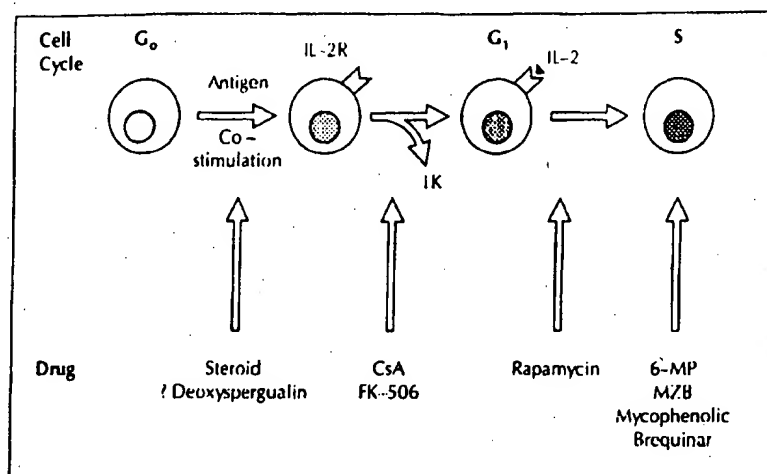 Cell
Cycle
G₀
IL-2R
G₁
IL-2
S
Antigen
Co-
stimulation
Drug
Steroid
? Deoxyspergualin
CsA
FK-506
Rapamycin
6-MP
MZB
Mycophenolic
Brequinar